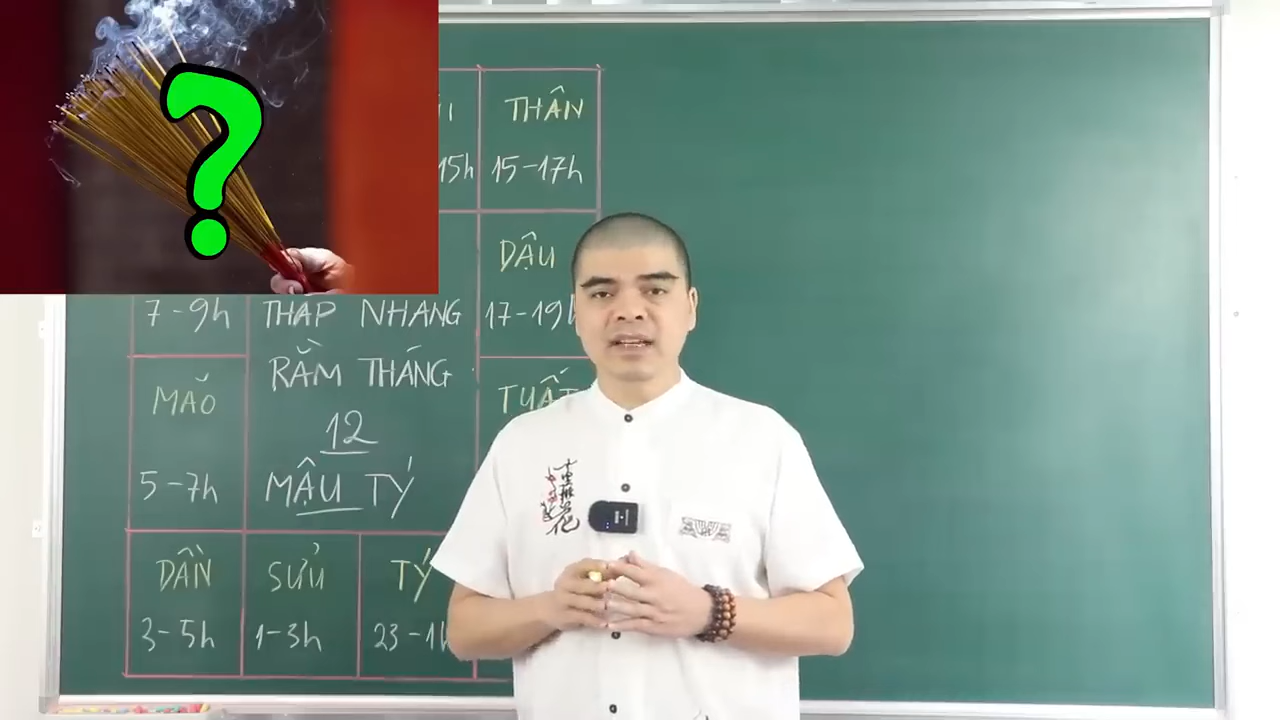 THÂN
15h
15-17h
DẬU
7-9h
THẮP NHANG
17-19h
RẰM THÁNG
MÃO
12
5-7h
MẬU TÝ
DẦN
SỬU
TÝ
3-5h
1-3h